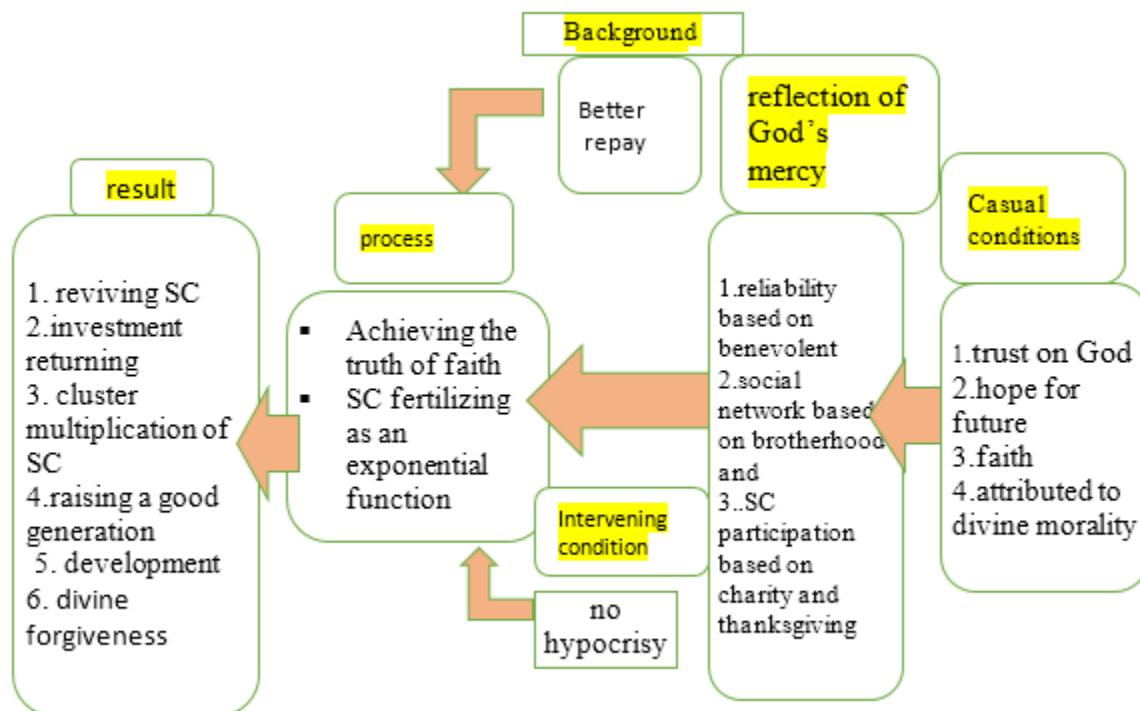 Background
Better
repay
reflection of
God’s
mercy
Casual
conditions
result
process
1. reviving SC
2.investment
returning
3. cluster
multiplication of
SC
4.raising a good
generation
5. development
6. divine
forgiveness
▪ Achieving the
truth of faith
▪ SC fertilizing
as an
exponential
function
Intervening
condition
no
hypocrisy
1.reliability
based on
benevolent
2.social
network based
on brotherhood
and
3..SC
participation
based on
charity and
thanksgiving
1.trust on God
2.hope for
future
3.faith
4.attributed to
divine morality